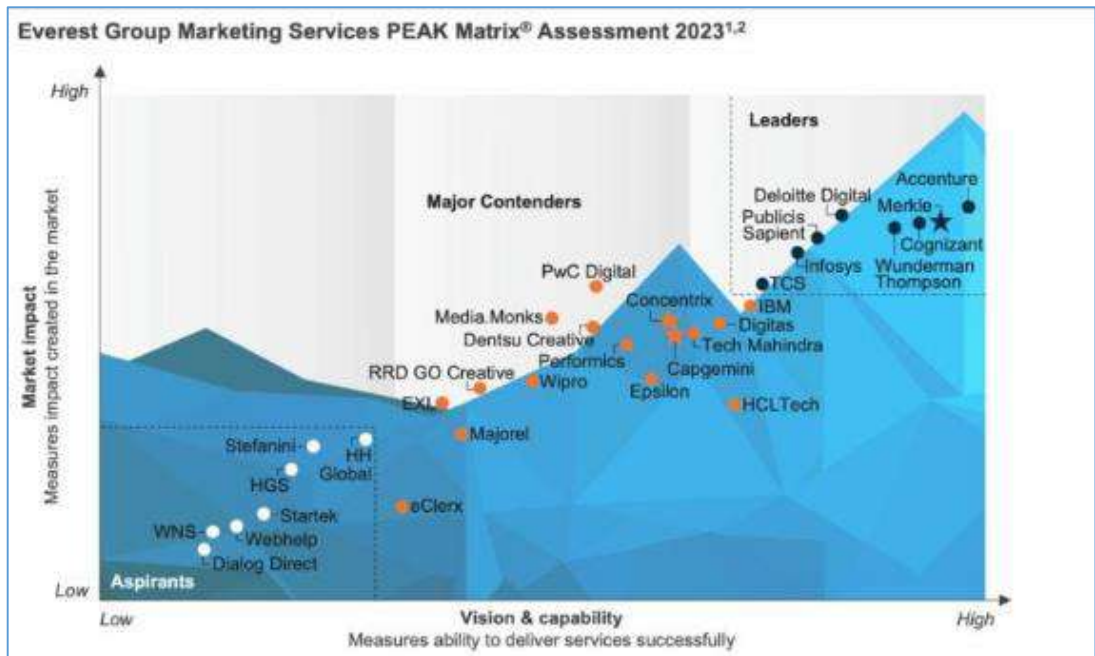 Everest Group Marketing Services PEAK Matrix® Assessment 2023¹,²
High
Leaders
Major Contenders
Accenture
Deloitte Digital
Merkle
Publicis
Sapient
Cognizant
Infosys
Wunderman
Thompson
TCS
PwC Digital
IBM
Concentrix
Media.Monks
Digitas
Dentsu Creative
Tech Mahindra
Performics
Capgemini
RRD GO Creative
Wipro
Epsilon
EXL
HCLTech
Majorel
Stefanini
HH
Global
HGS
eClerx
Startek
WNS
Webhelp
Dialog Direct
Aspirants
Market impact
Measures impact created in the market
Low
Low
Vision & capability
High
Measures ability to deliver services successfully